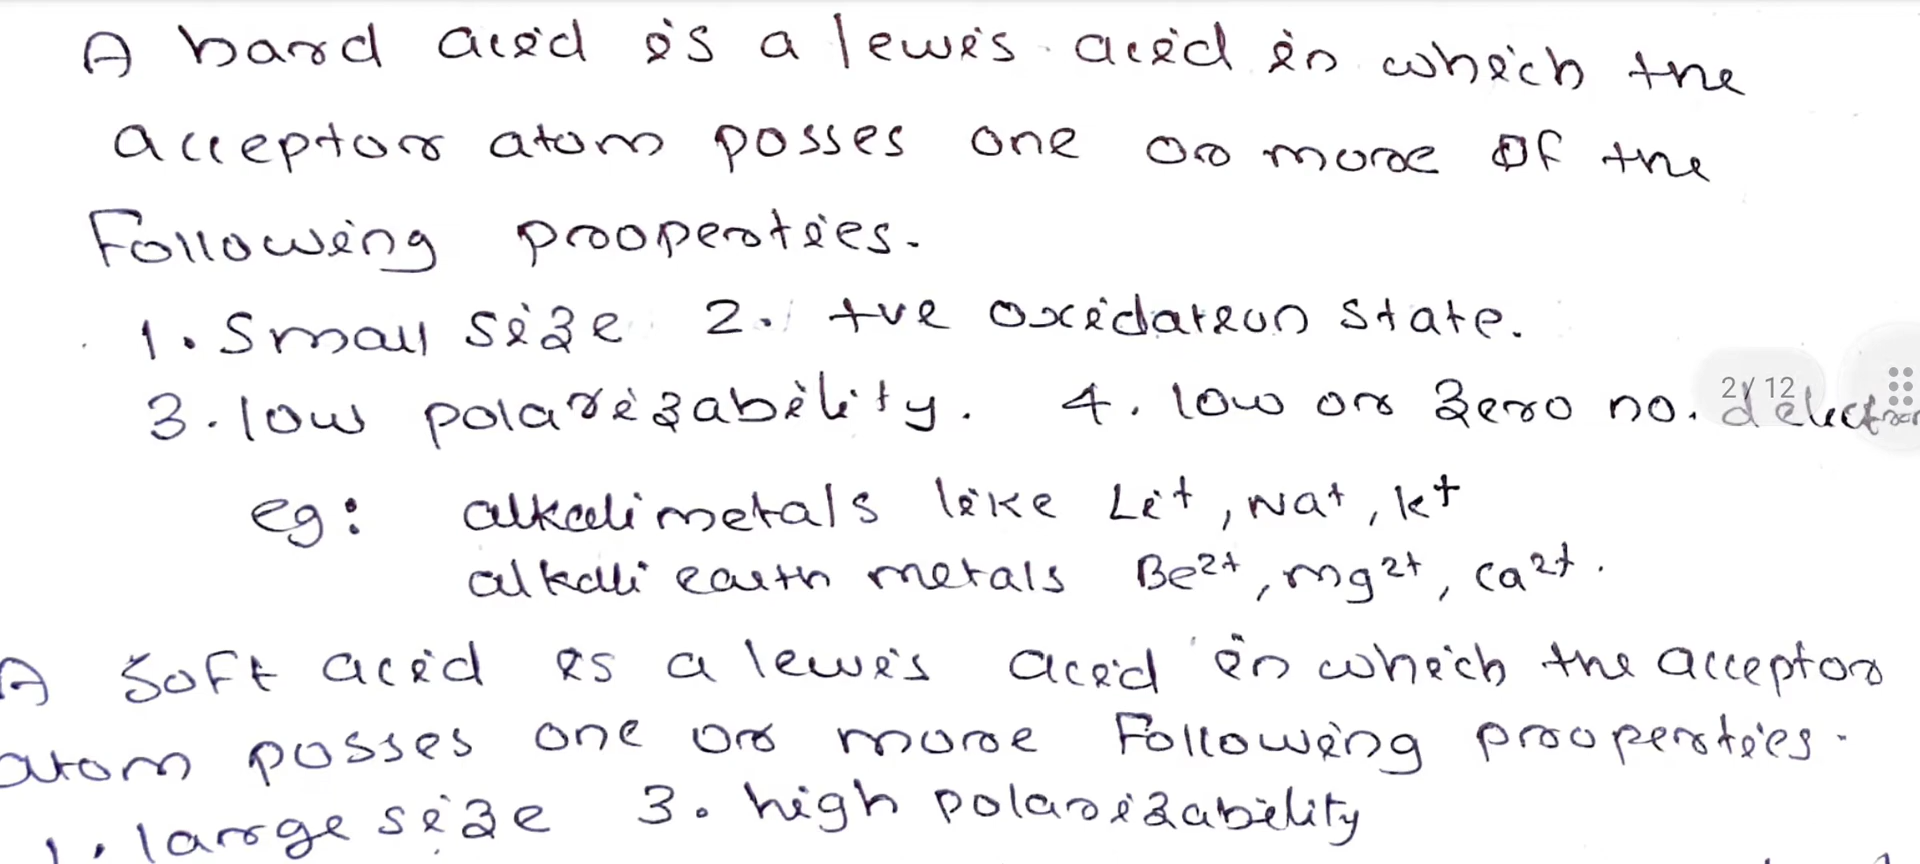 A hard acid is a lewis acid in which the
acceptor atom posses one or more of the
Following properties.
1. Small size 2. +ve oxidation state.
3. low polarizability. 4. low or zero no. d electron
2/12
eg: alkali metals like Li+, Na+, K+
alkali earth metals Be2+, mg2+, ca2+.
A Soft acid is a lewis acid in which the acceptor
atom posses one or more Following properties.
1. large size 3. high polarizability